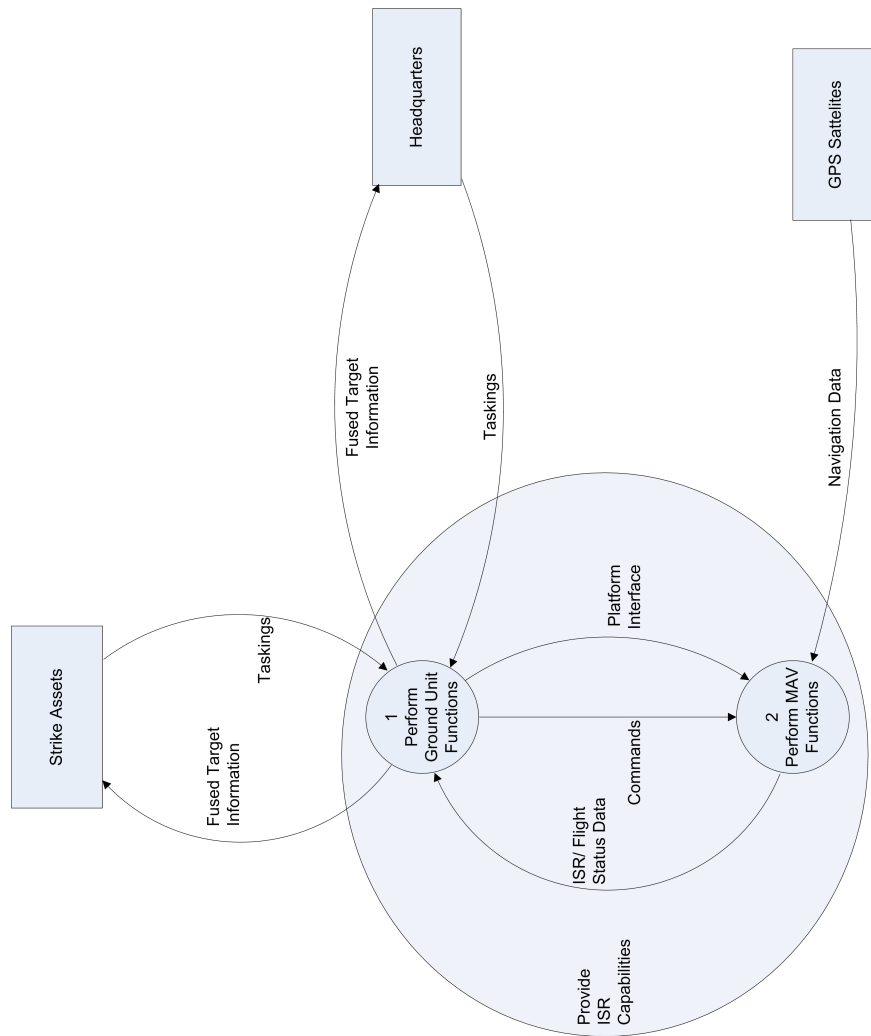 Strike Assets
Headquarters
GPS Sattelites
Fused Target
Information
Taskings
Fused Target
Information
Taskings
Navigation Data
1
Perform
Ground Unit
Functions
Platform
Interface
Commands
ISR/ Flight
Status Data
2
Perform MAV
Functions
Provide
ISR
Capabilities